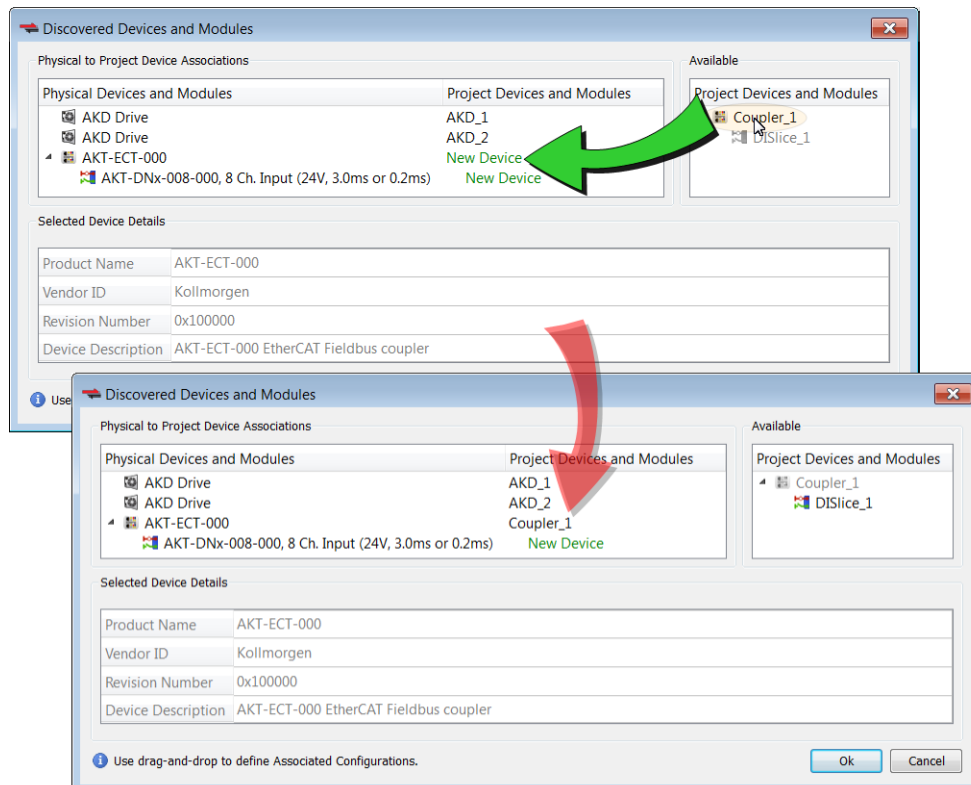 Discovered Devices and Modules
Physical to Project Device Associations
Available
Physical Devices and Modules Project Devices and Modules
Project Devices and Modules
AKD Drive AKD_1
Coupler_1
AKD Drive AKD_2
DISlice_1
AKT-ECT-000 New Device
AKT-DNx-008-000, 8 Ch. Input (24V, 3.0ms or 0.2ms) New Device
Selected Device Details
Product Name AKT-ECT-000
Vendor ID Kollmorgen
Revision Number 0x100000
Device Description AKT-ECT-000 EtherCAT Fieldbus coupler
Use
Discovered Devices and Modules
Physical to Project Device Associations
Available
Physical Devices and Modules Project Devices and Modules
Project Devices and Modules
AKD Drive AKD_1
Coupler_1
AKD Drive AKD_2
DISlice_1
AKT-ECT-000 Coupler_1
AKT-DNx-008-000, 8 Ch. Input (24V, 3.0ms or 0.2ms) New Device
Selected Device Details
Product Name AKT-ECT-000
Vendor ID Kollmorgen
Revision Number 0x100000
Device Description AKT-ECT-000 EtherCAT Fieldbus coupler
Use drag-and-drop to define Associated Configurations.
Ok Cancel